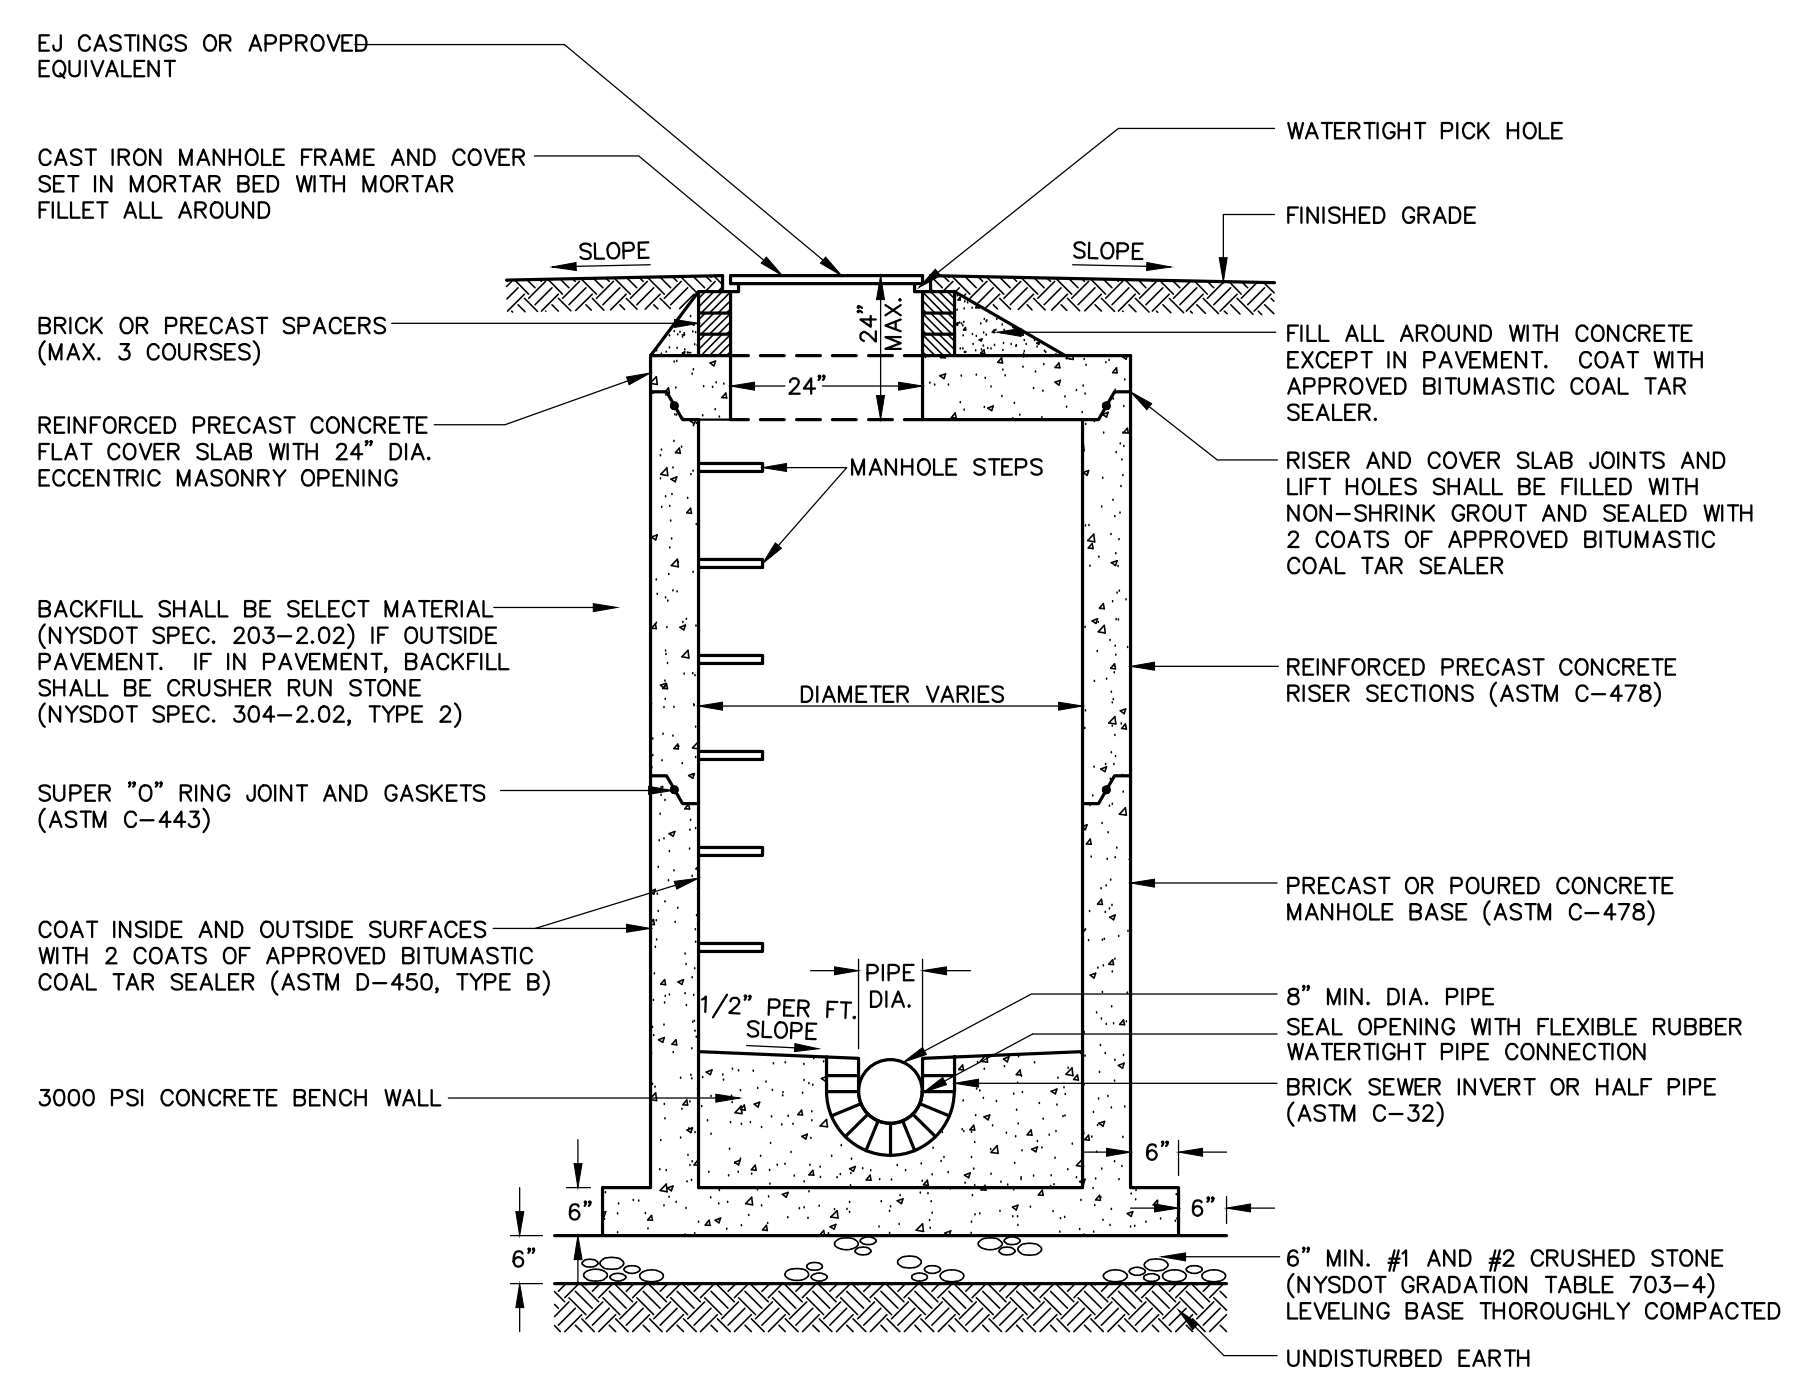 EJ CASTINGS OR APPROVED
EQUIVALENT
CAST IRON MANHOLE FRAME AND COVER
SET IN MORTAR BED WITH MORTAR
FILLET ALL AROUND
SLOPE
BRICK OR PRECAST SPACERS
(MAX. 3 COURSES)
REINFORCED PRECAST CONCRETE
FLAT COVER SLAB WITH 24" DIA.
ECCENTRIC MASONRY OPENING
BACKFILL SHALL BE SELECT MATERIAL
(NYSDOT SPEC. 203-2.02) IF OUTSIDE
PAVEMENT. IF IN PAVEMENT, BACKFILL
SHALL BE CRUSHER RUN STONE
(NYSDOT SPEC. 304-2.02, TYPE 2)
SUPER "O" RING JOINT AND GASKETS
(ASTM C-443)
COAT INSIDE AND OUTSIDE SURFACES
WITH 2 COATS OF APPROVED BITUMASTIC
COAL TAR SEALER (ASTM D-450, TYPE B)
3000 PSI CONCRETE BENCH WALL
6"
6"
24"
MAX.
24"
MANHOLE STEPS
DIAMETER VARIES
PIPE
DIA.
1/2" PER FT.
SLOPE
WATERTIGHT PICK HOLE
FINISHED GRADE
SLOPE
FILL ALL AROUND WITH CONCRETE
EXCEPT IN PAVEMENT. COAT WITH
APPROVED BITUMASTIC COAL TAR
SEALER.
RISER AND COVER SLAB JOINTS AND
LIFT HOLES SHALL BE FILLED WITH
NON-SHRINK GROUT AND SEALED WITH
2 COATS OF APPROVED BITUMASTIC
COAL TAR SEALER
REINFORCED PRECAST CONCRETE
RISER SECTIONS (ASTM C-478)
PRECAST OR POURED CONCRETE
MANHOLE BASE (ASTM C-478)
8" MIN. DIA. PIPE
SEAL OPENING WITH FLEXIBLE RUBBER
WATERTIGHT PIPE CONNECTION
BRICK SEWER INVERT OR HALF PIPE
(ASTM C-32)
6"
6"
6" MIN. #1 AND #2 CRUSHED STONE
(NYSDOT GRADATION TABLE 703-4)
LEVELING BASE THOROUGHLY COMPACTED
UNDISTURBED EARTH